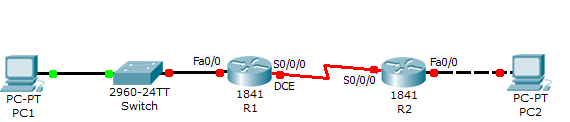 PC-PT
PC1
2960-24TT
Switch
Fa0/0
1841
R1
S0/0/0
DCE
S0/0/0
1841
R2
Fa0/0
PC-PT
PC2